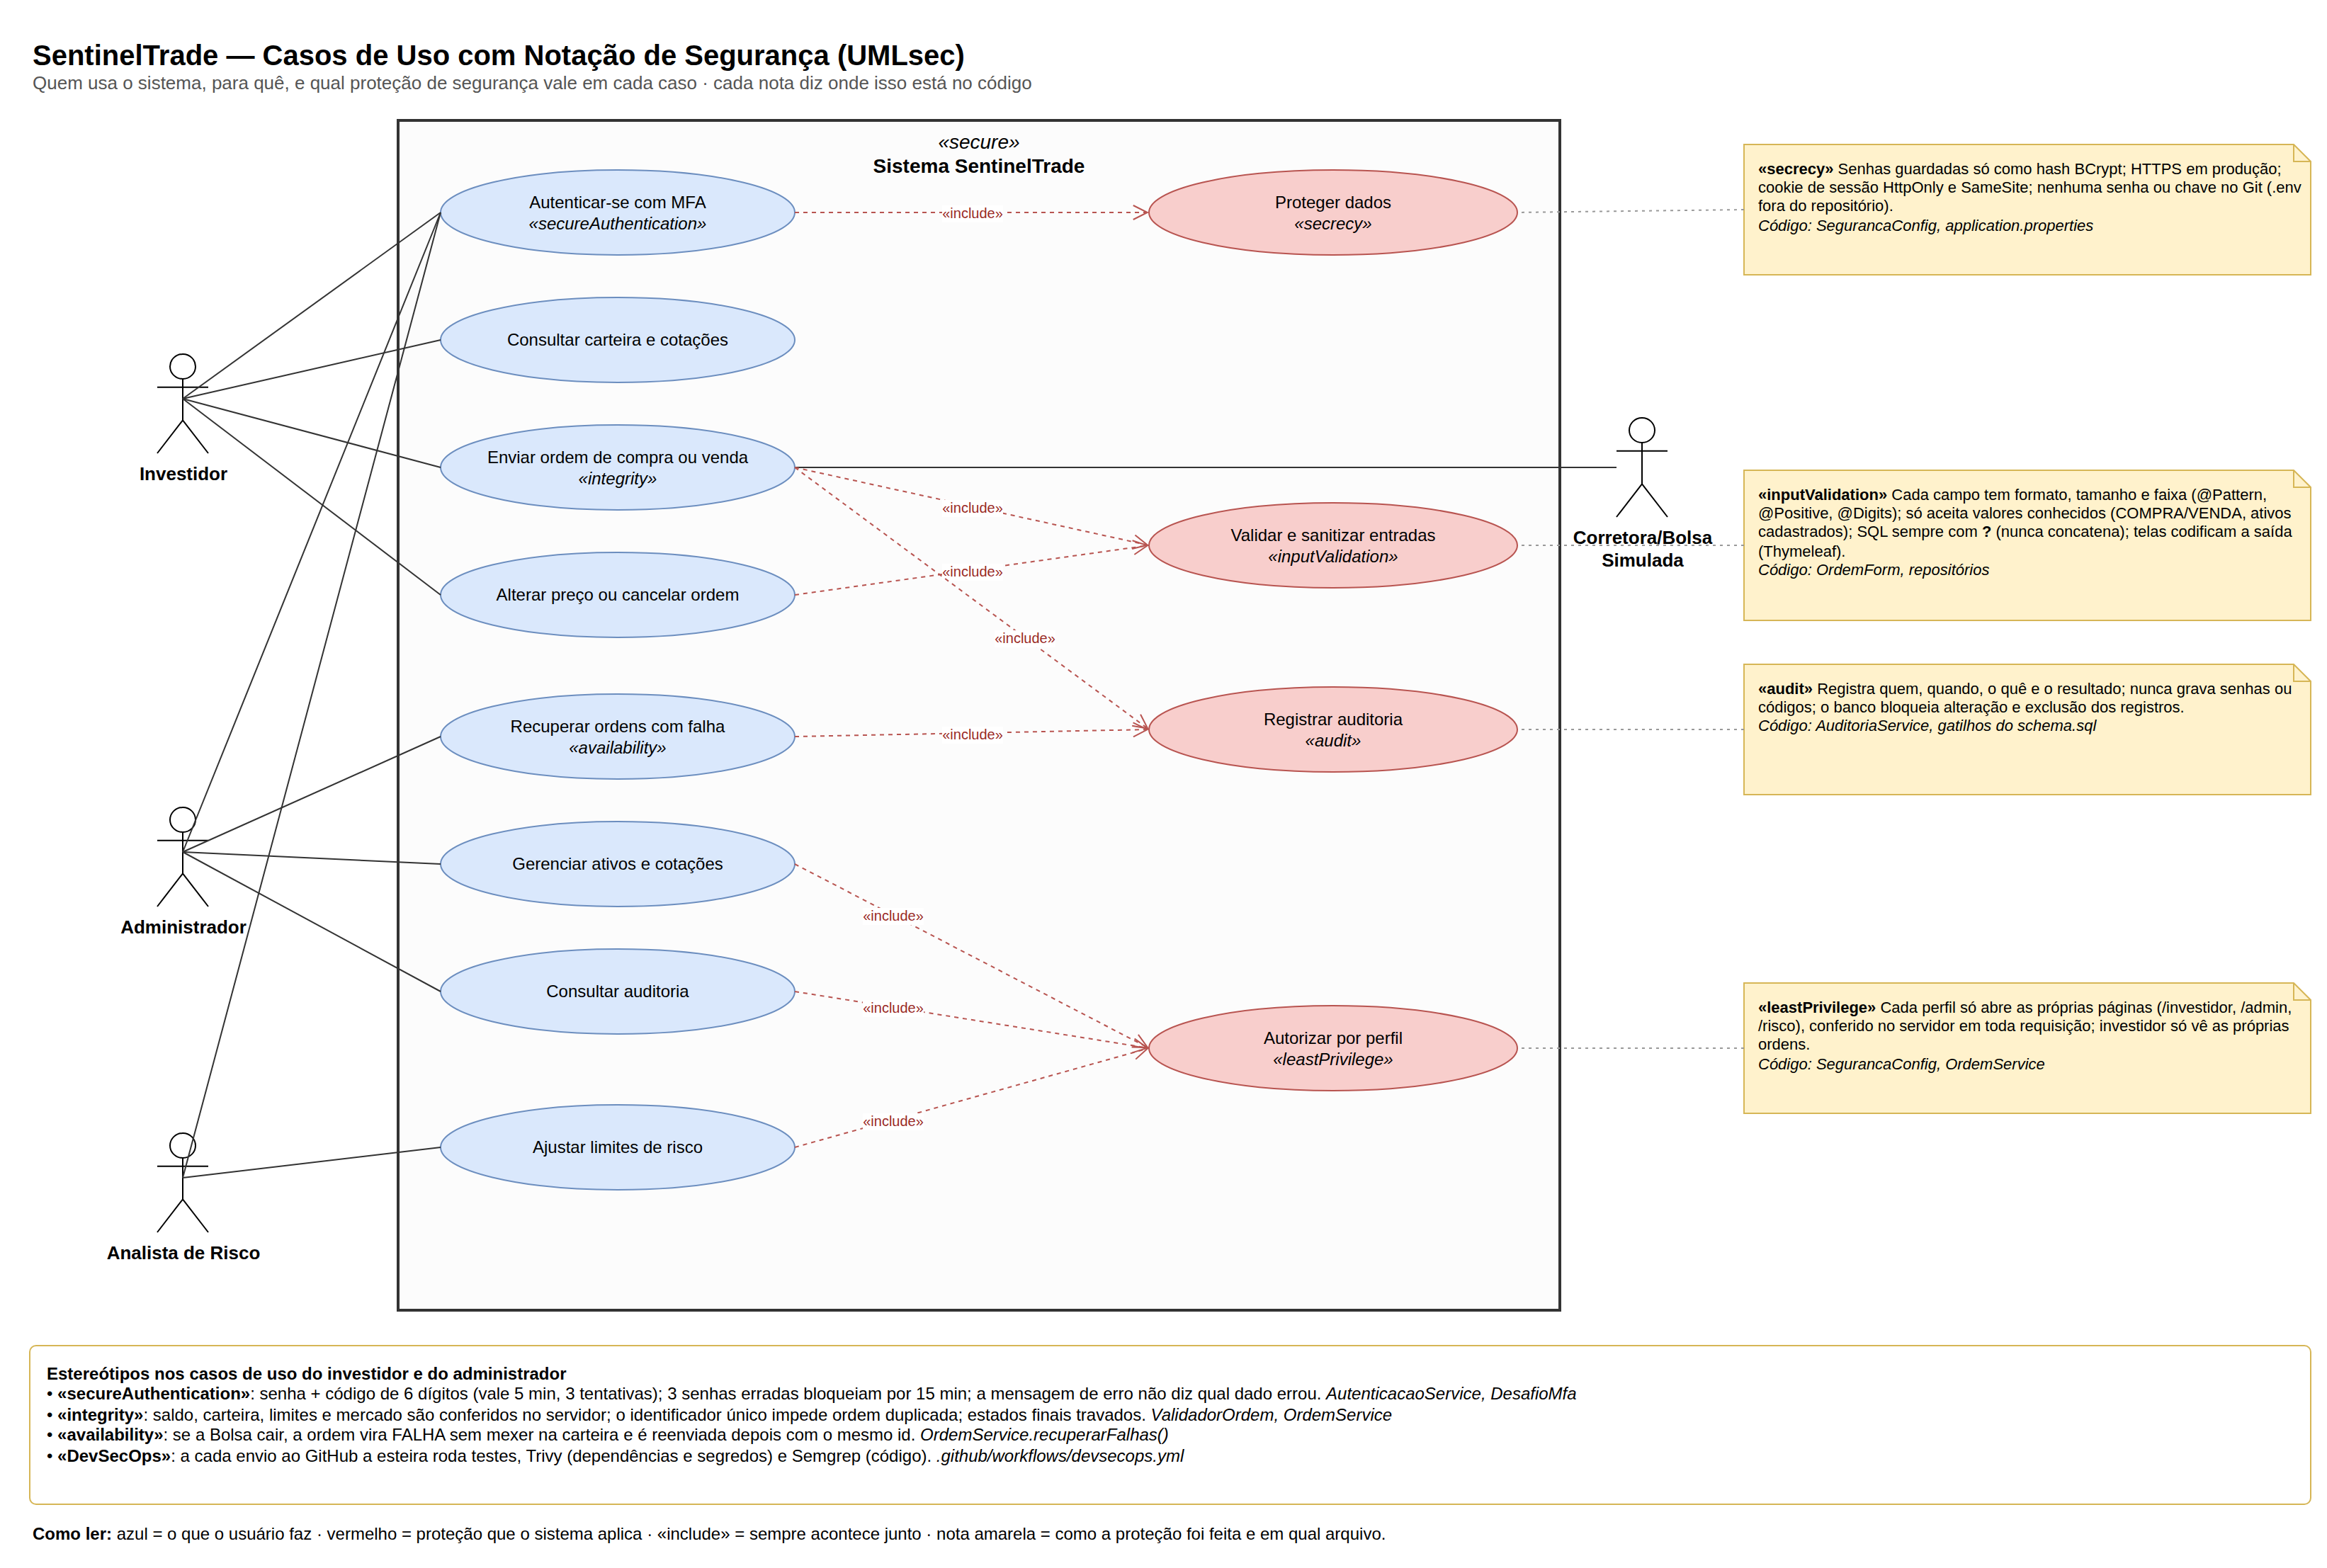 SentinelTrade — Casos de Uso com Notação de Segurança (UMLsec)
Quem usa o sistema, para quê, e qual proteção de segurança vale em cada caso · cada nota diz onde isso está no código
«secure»
Sistema SentinelTrade
Autenticar-se com MFA
«secureAuthentication»
«include»
Proteger dados
«secrecy»
«secrecy» Senhas guardadas só como hash BCrypt; HTTPS em produção;
cookie de sessão HttpOnly e SameSite; nenhuma senha ou chave no Git (.env
fora do repositório).
Código: SegurancaConfig, application.properties
Consultar carteira e cotações
Investidor
Enviar ordem de compra ou venda
«integrity»
«include»
Corretora/Bolsa
Simulada
Validar e sanitizar entradas
«inputValidation»
«inputValidation» Cada campo tem formato, tamanho e faixa (@Pattern,
@Positive, @Digits); só aceita valores conhecidos (COMPRA/VENDA, ativos
cadastrados); SQL sempre com ? (nunca concatena); telas codificam a saída
(Thymeleaf).
Código: OrdemForm, repositórios
«include»
Alterar preço ou cancelar ordem
«include»
Recuperar ordens com falha
«availability»
«include»
Registrar auditoria
«audit»
«audit» Registra quem, quando, o quê e o resultado; nunca grava senhas ou
códigos; o banco bloqueia alteração e exclusão dos registros.
Código: AuditoriaService, gatilhos do schema.sql
Gerenciar ativos e cotações
Administrador
«include»
Consultar auditoria
«include»
Autorizar por perfil
«leastPrivilege»
«leastPrivilege» Cada perfil só abre as próprias páginas (/investidor, /admin,
/risco), conferido no servidor em toda requisição; investidor só vê as próprias
ordens.
Código: SegurancaConfig, OrdemService
«include»
Ajustar limites de risco
Analista de Risco
Estereótipos nos casos de uso do investidor e do administrador
• «secureAuthentication»: senha + código de 6 dígitos (vale 5 min, 3 tentativas); 3 senhas erradas bloqueiam por 15 min; a mensagem de erro não diz qual dado errou. AutenticacaoService, DesafioMfa
• «integrity»: saldo, carteira, limites e mercado são conferidos no servidor; o identificador único impede ordem duplicada; estados finais travados. ValidadorOrdem, OrdemService
• «availability»: se a Bolsa cair, a ordem vira FALHA sem mexer na carteira e é reenviada depois com o mesmo id. OrdemService.recuperarFalhas()
• «DevSecOps»: a cada envio ao GitHub a esteira roda testes, Trivy (dependências e segredos) e Semgrep (código). .github/workflows/devsecops.yml
Como ler: azul = o que o usuário faz · vermelho = proteção que o sistema aplica · «include» = sempre acontece junto · nota amarela = como a proteção foi feita e em qual arquivo.